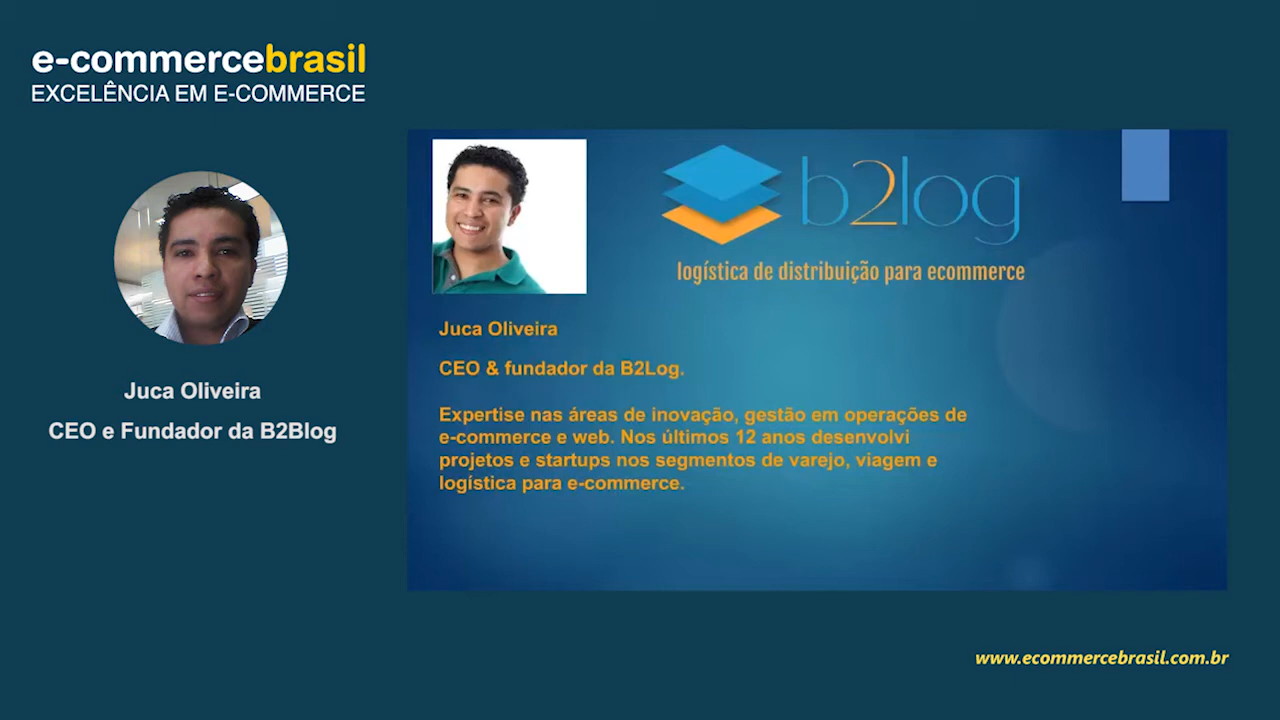 e-commercebrasil
EXCELÊNCIA EM E-COMMERCE
Juca Oliveira
CEO e Fundador da B2Blog
b2log
logística de distribuição para ecommerce
Juca Oliveira
CEO & fundador da B2Log.
Expertise nas áreas de inovação, gestão em operações de
e-commerce e web. Nos últimos 12 anos desenvolvi
projetos e startups nos segmentos de varejo, viagem e
logística para e-commerce.
www.ecommercebrasil.com.br